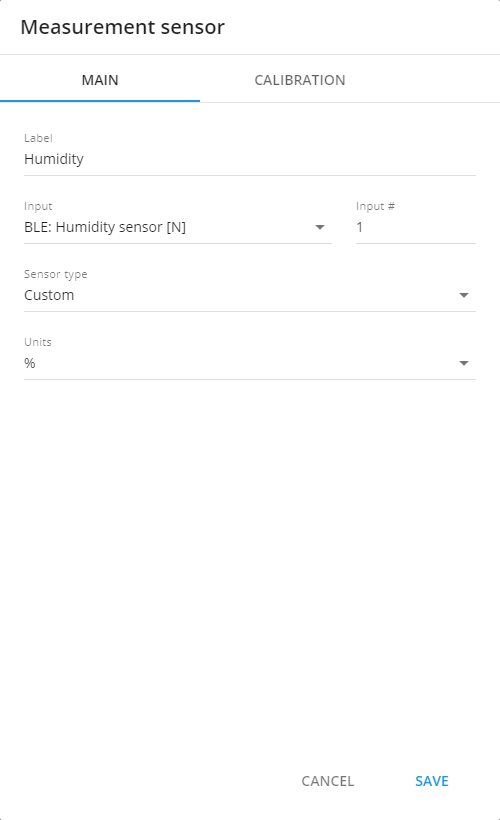 Measurement sensor
MAIN CALIBRATION
Label
Humidity
Input Input #
BLE: Humidity sensor [N] 1
Sensor type
Custom
Units
%
CANCEL SAVE